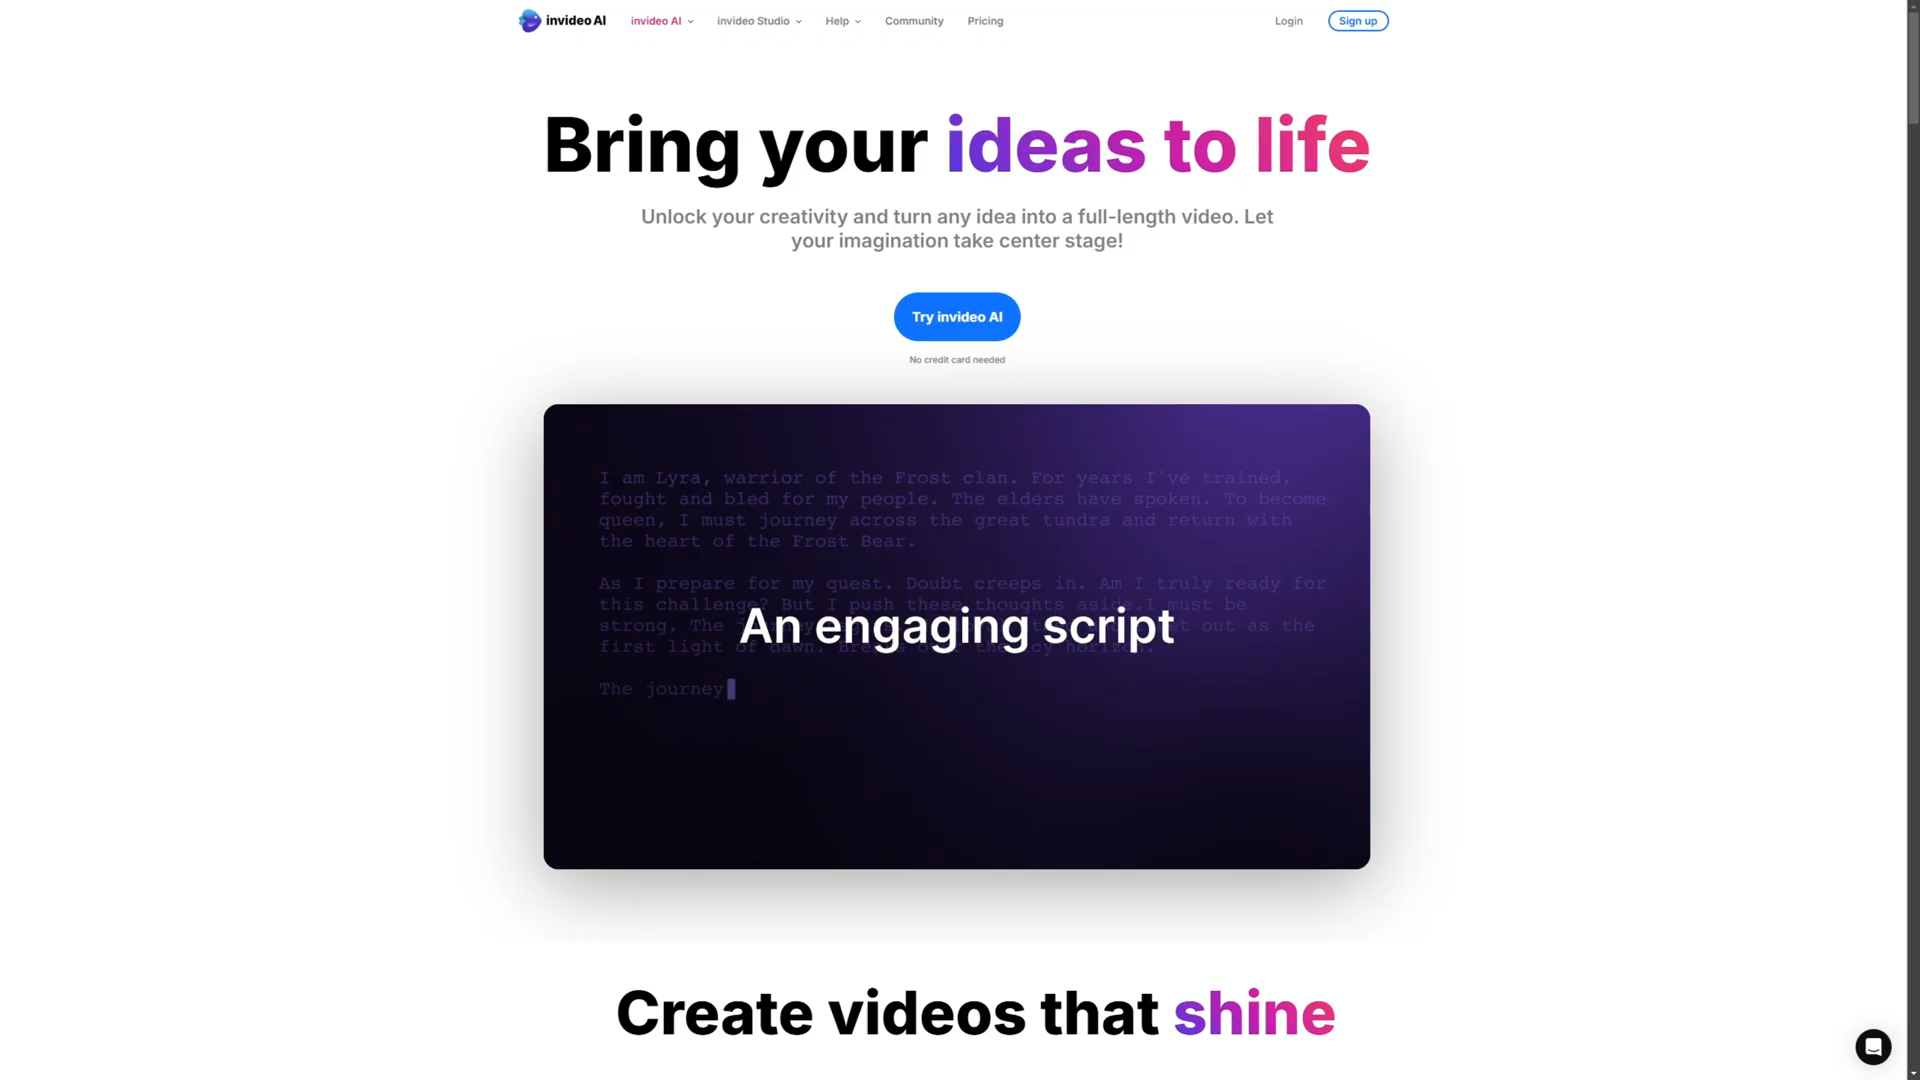 invideo AI
invideo AI
invideo Studio
Help
Community
Pricing
Login
Sign up
Bring your ideas to life
Unlock your creativity and turn any idea into a full-length video. Let
your imagination take center stage!
Try invideo AI
No credit card needed
I am Lyra, warrior of the Frost clan. For years I've trained,
fought and bled for my people. The elders have spoken. To become
queen, I must journey across the great tundra and return with
the heart of the Frost Bear.
As I prepare for my quest. Doubt creeps in. Am I truly ready for
this challenge? But I push these thoughts aside.I must be
strong. The out as the
An engaging script
first light of dawn. the icy horizon.
The journey
Create videos that shine